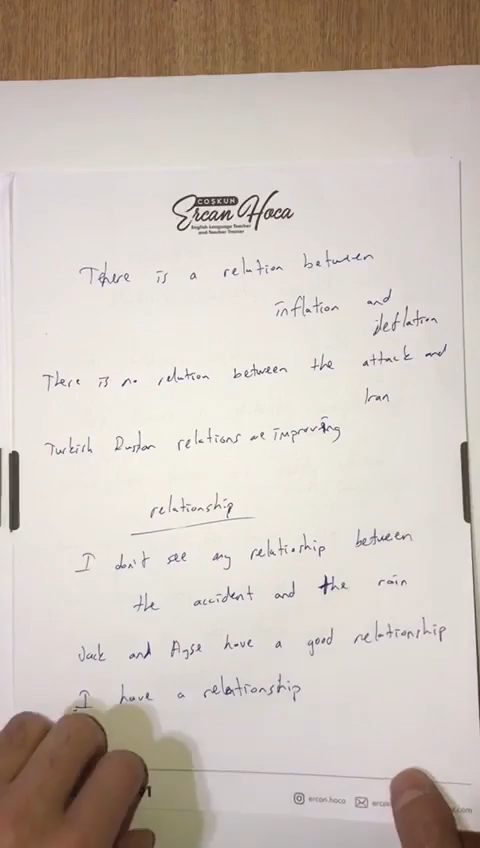 COŞKUN
Ercan Hoca
English Language Teacher
and Teacher Trainer
There is a relation between
inflation and
deflation
There is no relation between the attack and
Iran
Turkish Russian relations are improving
relationship
I don't see any relatioship between
the accident and the rain
Jack and Ayşe have a good relationship
I have a relationship
ercan.hoca